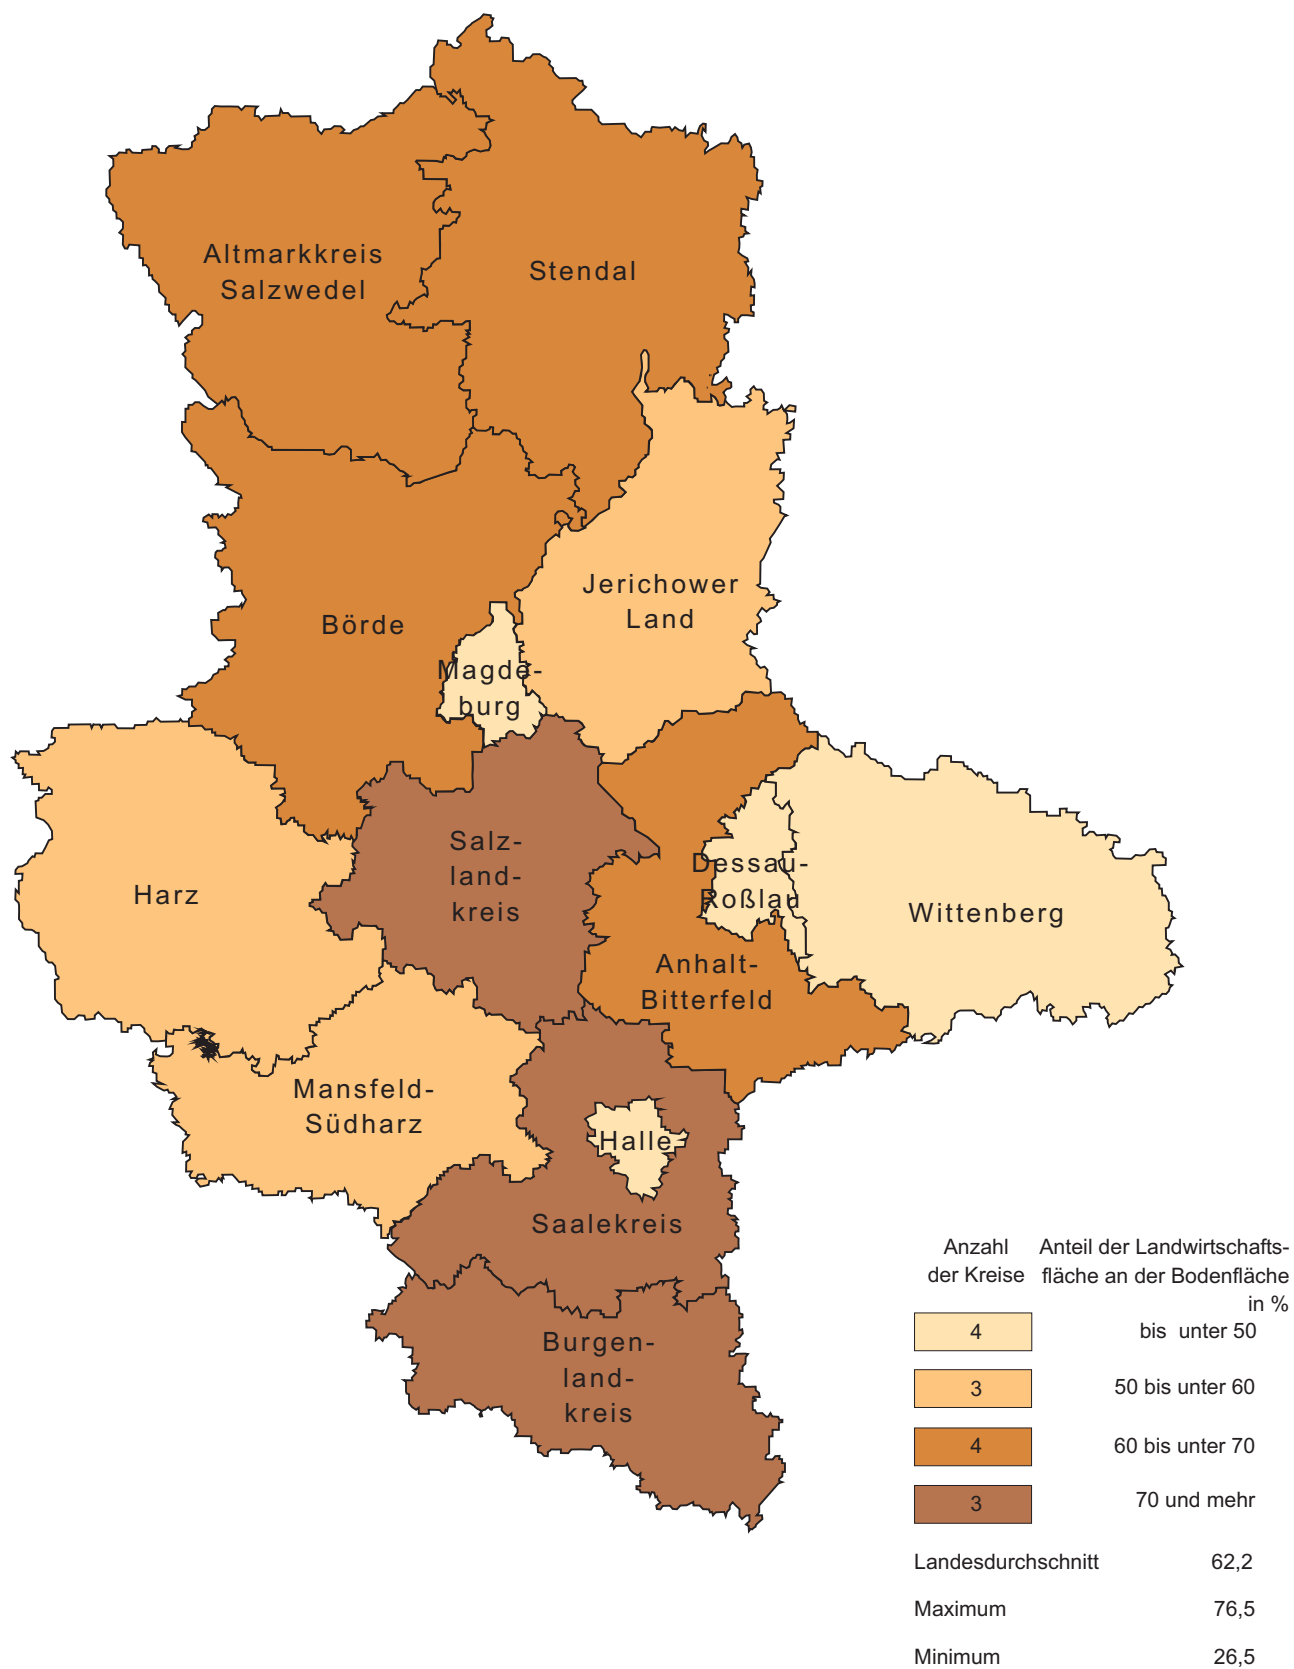 Altmarkkreis
Salzwedel
Stendal
Jerichower
Land
Börde
Magde-
burg
Salz-
land-
kreis
Harz
Dessau-
Roßlau
Wittenberg
Anhalt-
Bitterfeld
Mansfeld-
Südharz
Halle
Saalekreis
Burgen-
land-
kreis
Anzahl
der Kreise
Anteil der Landwirtschafts-
fläche an der Bodenfläche
in %
4 bis unter 50
3 50 bis unter 60
4 60 bis unter 70
3 70 und mehr
Landesdurchschnitt 62,2
Maximum 76,5
Minimum 26,5